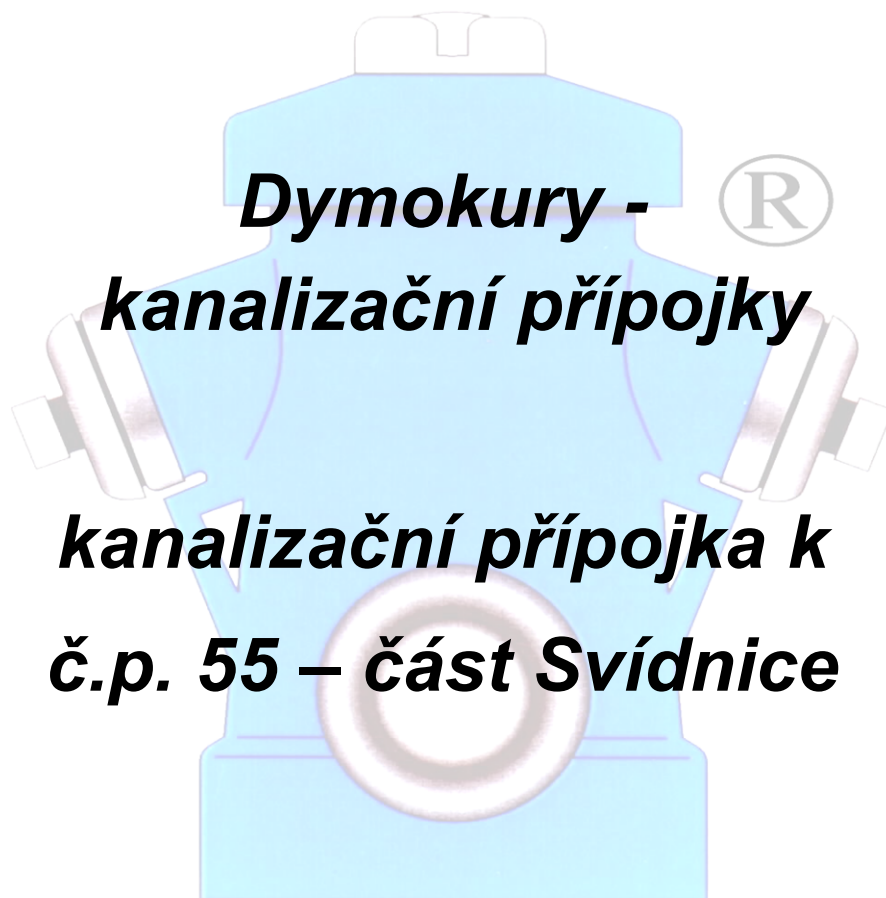 Dymokury -
®
kanalizační přípojky
kanalizační přípojka k
č.p. 55 – část Svídnice